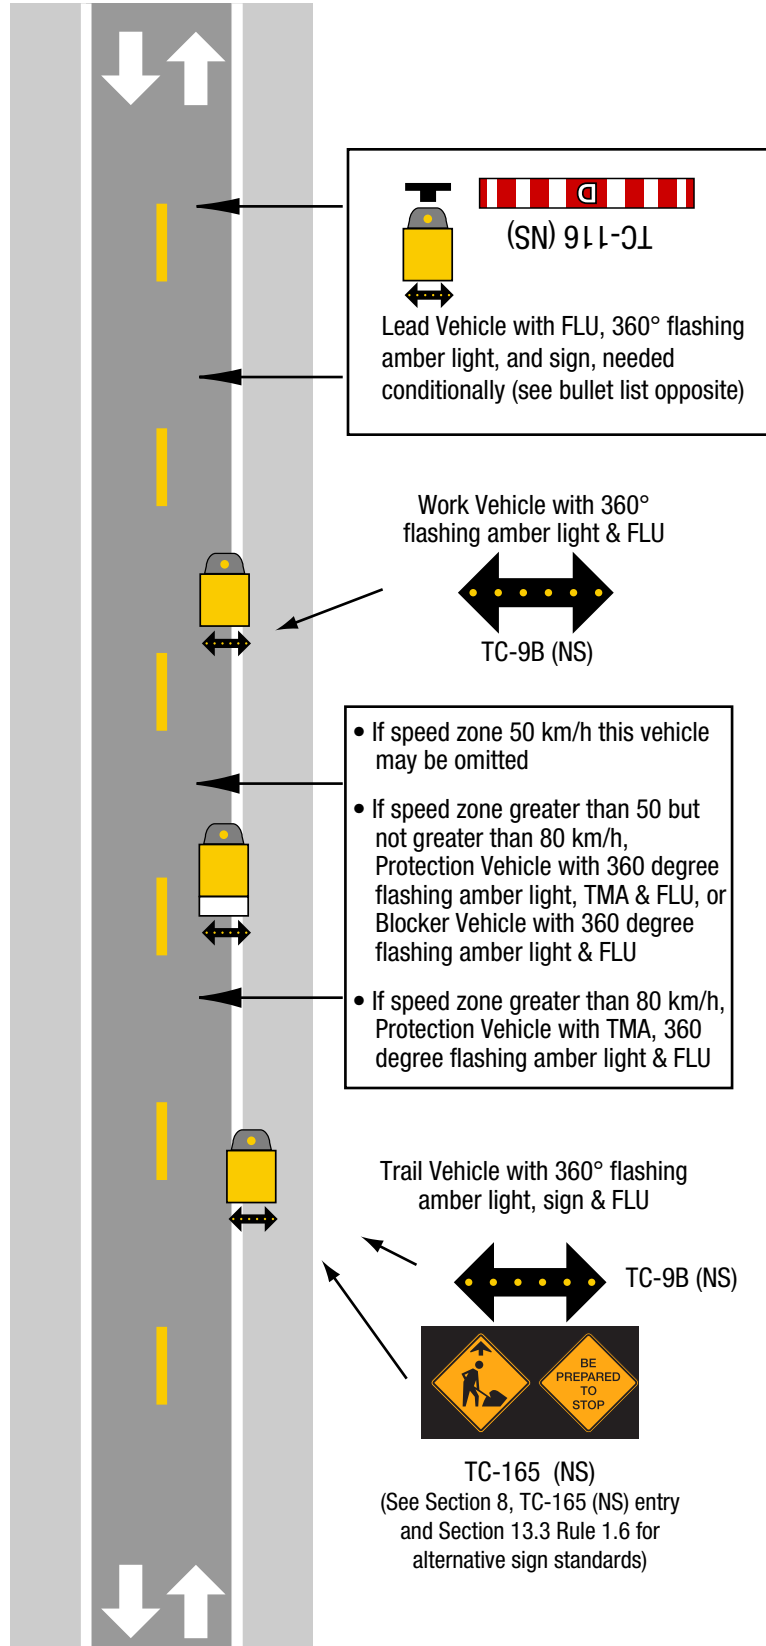 D
TC-116 (NS)
Lead Vehicle with FLU, 360° flashing
amber light, and sign, needed
conditionally (see bullet list opposite)
Work Vehicle with 360°
flashing amber light & FLU
TC-9B (NS)
• If speed zone 50 km/h this vehicle
may be omitted
• If speed zone greater than 50 but
not greater than 80 km/h,
Protection Vehicle with 360 degree
flashing amber light, TMA & FLU, or
Blocker Vehicle with 360 degree
flashing amber light & FLU
• If speed zone greater than 80 km/h,
Protection Vehicle with TMA, 360
degree flashing amber light & FLU
Trail Vehicle with 360° flashing
amber light, sign & FLU
TC-9B (NS)
BE
PREPARED
TO
STOP
TC-165 (NS)
(See Section 8, TC-165 (NS) entry
and Section 13.3 Rule 1.6 for
alternative sign standards)